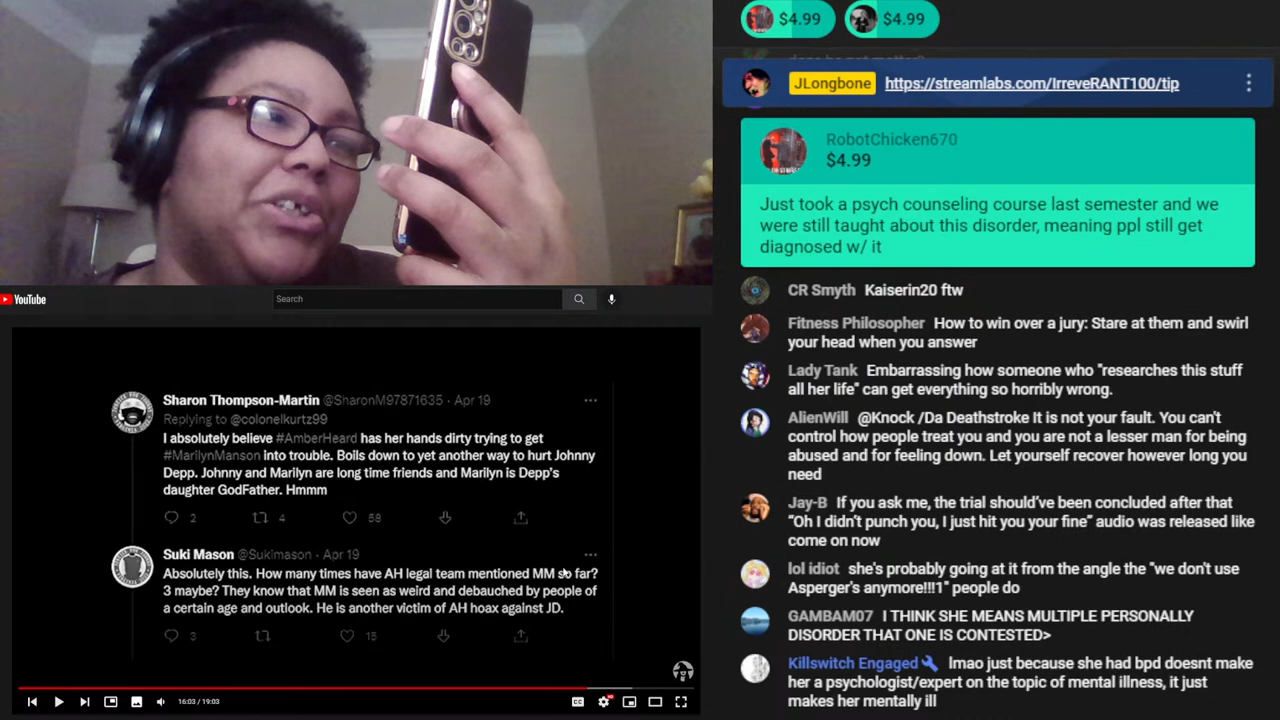 $4.99
$4.99
JLongbone https://streamlabs.com/IrreveRANT100/tip
RobotChicken670
$4.99
Just took a psych counseling course last semester and we
were still taught about this disorder, meaning ppl still get
diagnosed w/ it
CR Smyth Kaiserin20 ftw
Fitness Philosopher How to win over a jury: Stare at them and swirl
your head when you answer
Lady Tank Embarrassing how someone who "researches this stuff
all her life" can get everything so horribly wrong.
AlienWill @Knock /Da Deathstroke It is not your fault. You can't
control how people treat you and you are not a lesser man for being
abused and for feeling down. Let yourself recover however long you
need
Jay-B If you ask me, the trial should've been concluded after that
"Oh I didn't punch you, I just hit you your fine" audio was released like
come on now
lol idiot she's probably going at it from the angle the "we don't use
Asperger's anymore!!!1" people do
GAMBAM07 I THINK SHE MEANS MULTIPLE PERSONALLY
DISORDER THAT ONE IS CONTESTED>
Killswitch Engaged lmao just because she had bpd doesnt make
her a psychologist/expert on the topic of mental illness, it just
makes her mentally ill
YouTube
Search
Sharon Thompson-Martin @SharonM97871635 · Apr 19
Replying to @colonelkurtz99
I absolutely believe #AmberHeard has her hands dirty trying to get
#MarilynManson into trouble. Boils down to yet another way to hurt Johnny
Depp. Johnny and Marilyn are long time friends and Marilyn is Depp's
daughter GodFather. Hmmm
2 4 58
Suki Mason @Sukimason · Apr 19
Absolutely this. How many times have AH legal team mentioned MM so far?
3 maybe? They know that MM is seen as weird and debauched by people of
a certain age and outlook. He is another victim of AH hoax against JD.
3 15
16:03 / 19:03